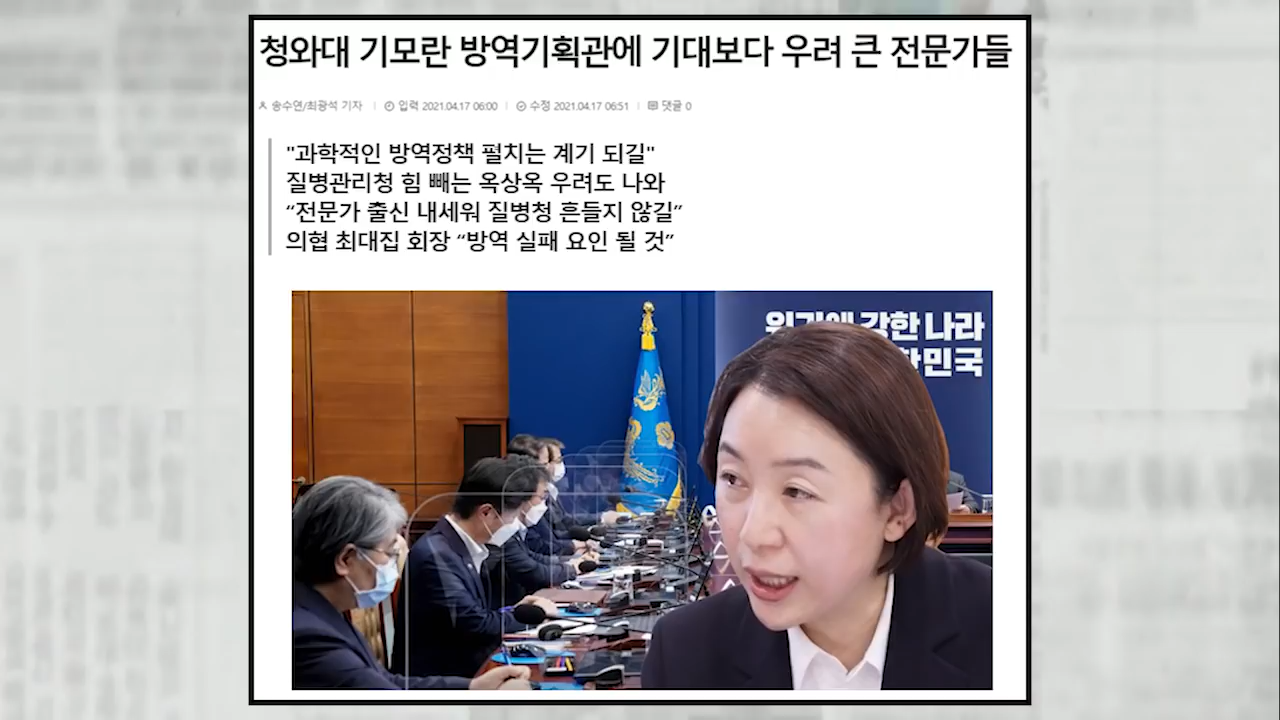 청와대 기모란 방역기획관에 기대보다 우려 큰 전문가들
송수연/최광석 기자 | 입력 2021.04.17 06:00 | 수정 2021.04.17 06:51 | 댓글 0
"과학적인 방역정책 펼치는 계기 되길"
질병관리청 힘 빼는 옥상옥 우려도 나와
“전문가 출신 내세워 질병청 흔들지 않길”
의협 최대집 회장 “방역 실패 요인 될 것”
강한 나라
민국